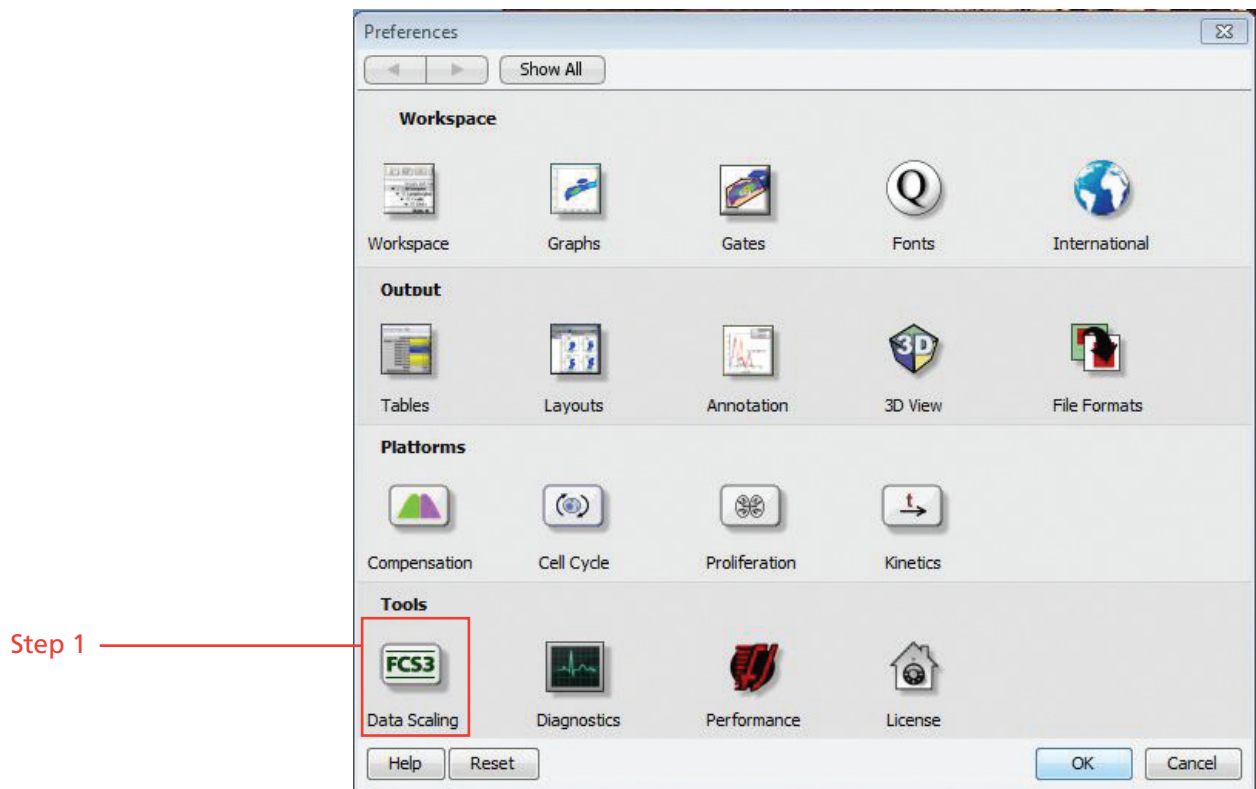 Preferences
Show All
Workspace
Workspace Graphs Gates Q Fonts International
Output
Tables Layouts Annotation 3D 3D View File Formats
Platforms
t
Compensation Cell Cycle Proliferation Kinetics
Tools
Step 1
FCS3
Data Scaling Diagnostics Performance License
Help Reset OK Cancel